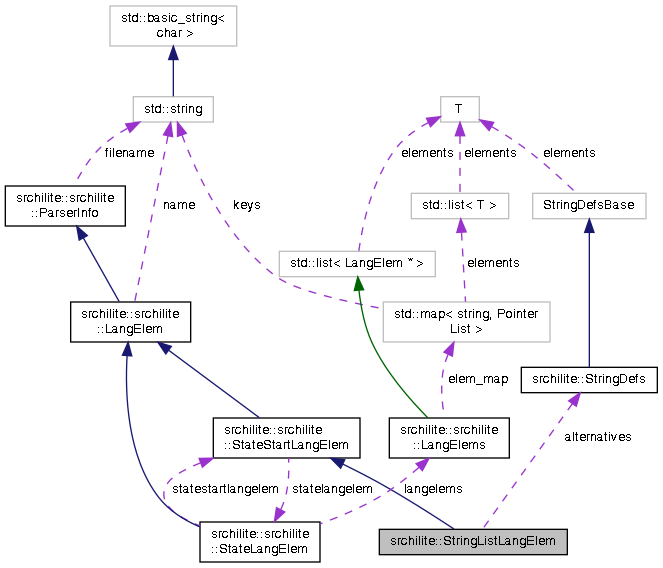 std::basic_string<
char >
std::string
T
filename
elements
elements
elements
srchilite::srchilite
::ParserInfo
name
keys
std::list< T >
StringDefsBase
std::list< LangElem * >
elements
srchilite::srchilite
::LangElem
std::map< string, Pointer
List >
elem_map
srchilite::StringDefs
srchilite::srchilite
::StateStartLangElem
srchilite::srchilite
::LangElems
alternatives
statestartlangelem
statelangelem
langelems
srchilite::srchilite
::StateLangElem
srchilite::StringListLangElem